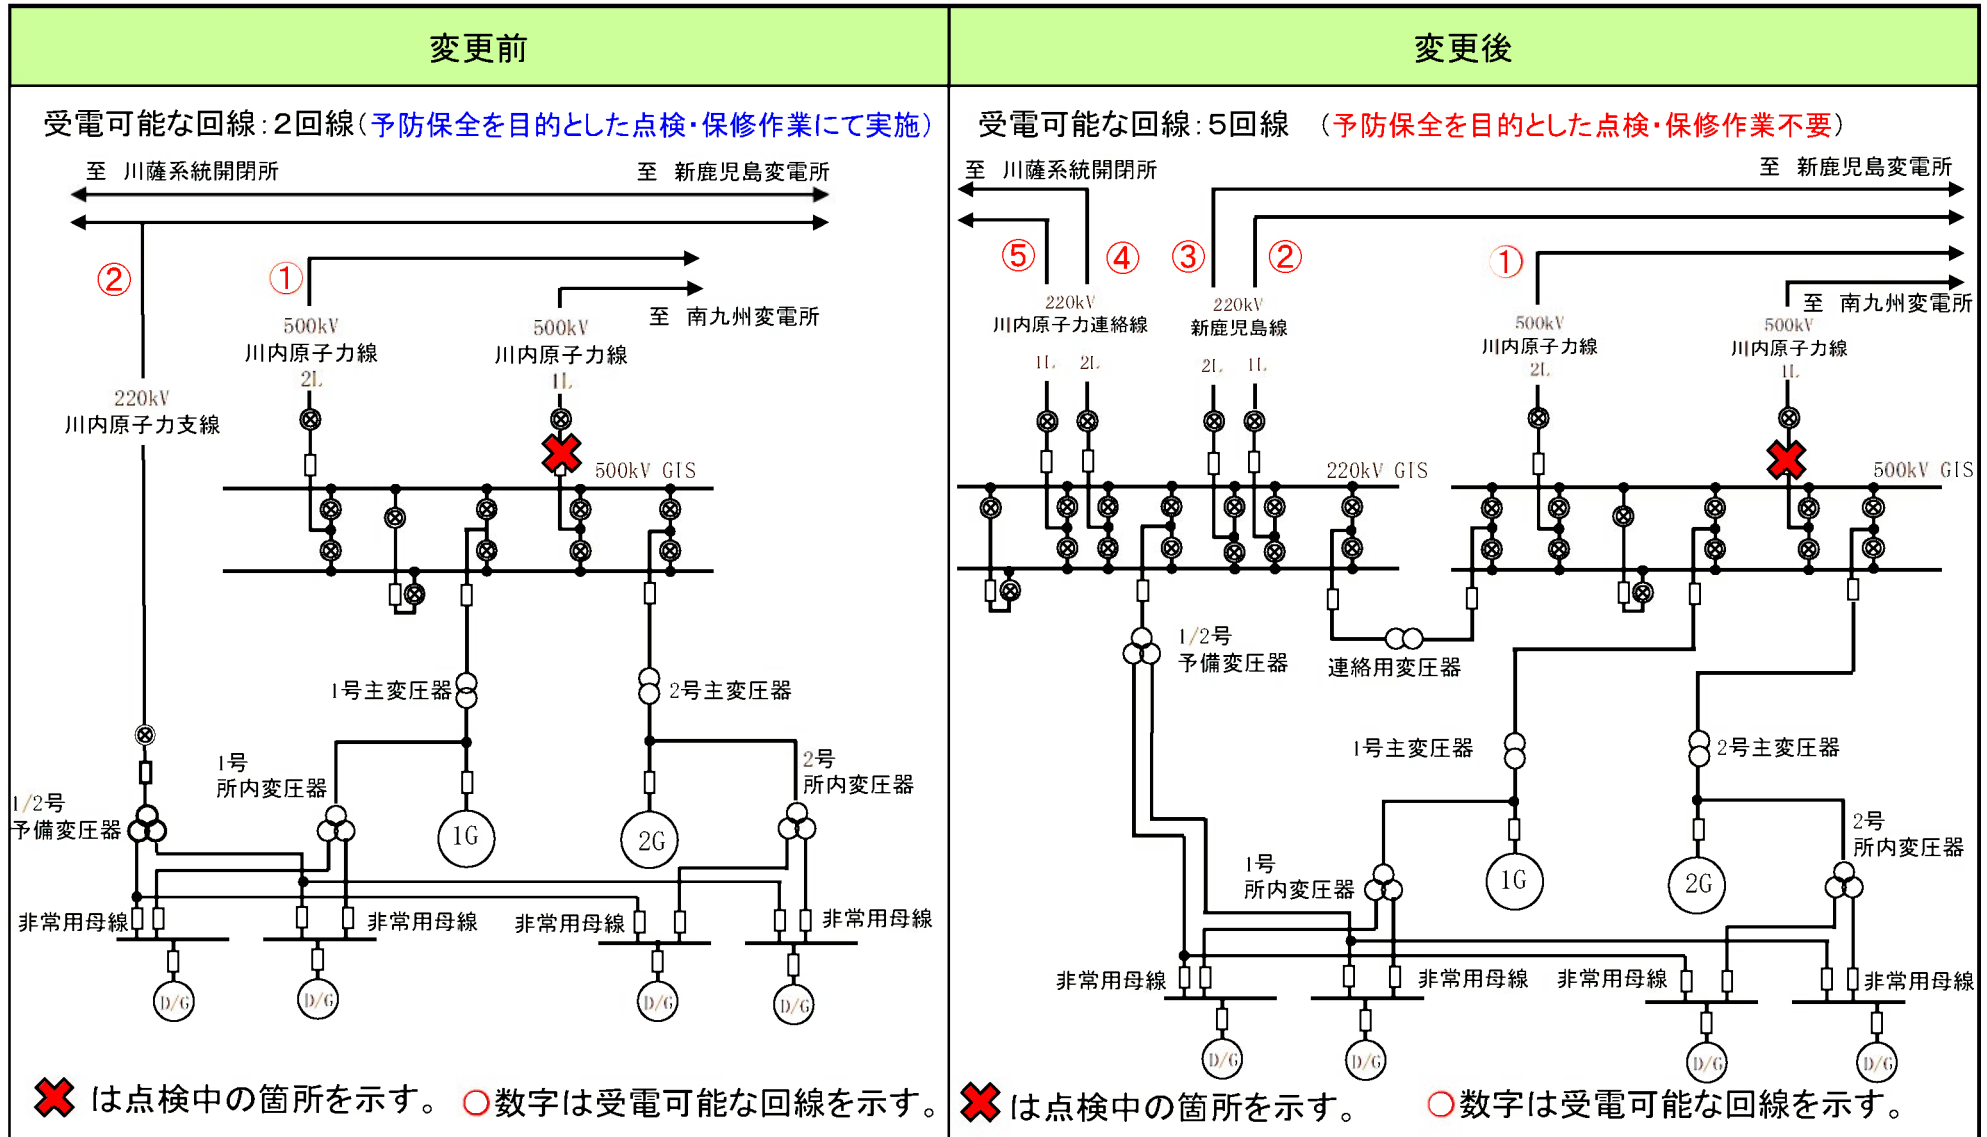 変更前
受電可能な回線:2回線(予防保全を目的とした点検・保修作業にて実施)
至 川薩系統開閉所
至 新鹿児島変電所
②
①
500kV
川内原子力線
2L
500kV
川内原子力線
1L
至 南九州変電所
220kV
川内原子力支線
500kV GIS
1号主変圧器
2号主変圧器
1号
所内変圧器
2号
所内変圧器
1/2号
予備変圧器
1G
2G
非常用母線
非常用母線
非常用母線
非常用母線
D/G
D/G
D/G
D/G
は点検中の箇所を示す。
○数字は受電可能な回線を示す。
変更後
受電可能な回線:5回線 (予防保全を目的とした点検・保修作業不要)
至 川薩系統開閉所
至 新鹿児島変電所
⑤
④
③
②
①
220kV
川内原子力連絡線
1L 2L
220kV
新鹿児島線
2L 1L
500kV
川内原子力線
2L
至 南九州変電所
500kV
川内原子力線
1L
220kV GIS
500kV GIS
1/2号
予備変圧器
連絡用変圧器
1号主変圧器
2号主変圧器
1号
所内変圧器
2号
所内変圧器
1G
2G
非常用母線
非常用母線
非常用母線
非常用母線
D/G
D/G
D/G
D/G
は点検中の箇所を示す。
○数字は受電可能な回線を示す。